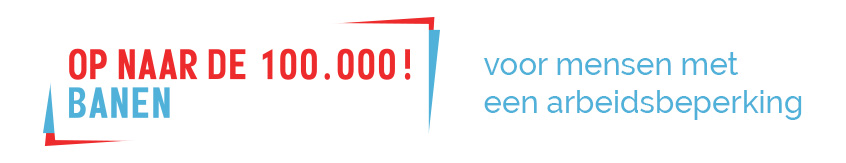 OP NAAR DE 100.000!
BANEN
voor mensen met
een arbeidsbeperking